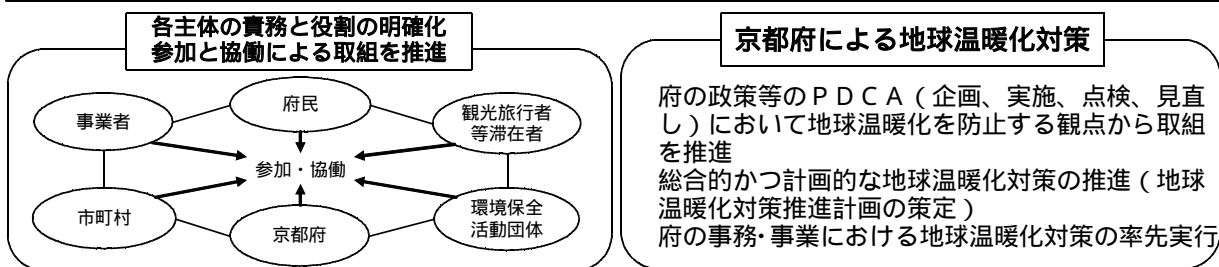 各主体の責務と役割の明確化
参加と協働による取組を推進
府民
事業者
観光旅行者
等滞在者
参加・協働
市町村
京都府
環境保全
活動団体
京都府による地球温暖化対策
府の政策等のＰＤＣＡ（企画、実施、点検、見直
し）において地球温暖化を防止する観点から取組
を推進
総合的かつ計画的な地球温暖化対策の推進（地球
温暖化対策推進計画の策定）
府の事務・事業における地球温暖化対策の率先実行